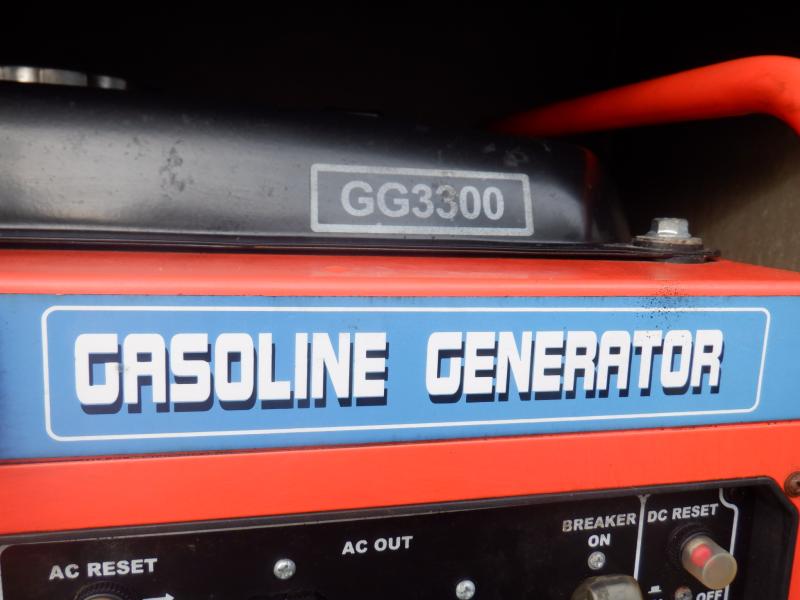 GG3300
GASOLINE GENERATOR
BREAKER DC RESET
AC OUT ON
AC RESET
OFF